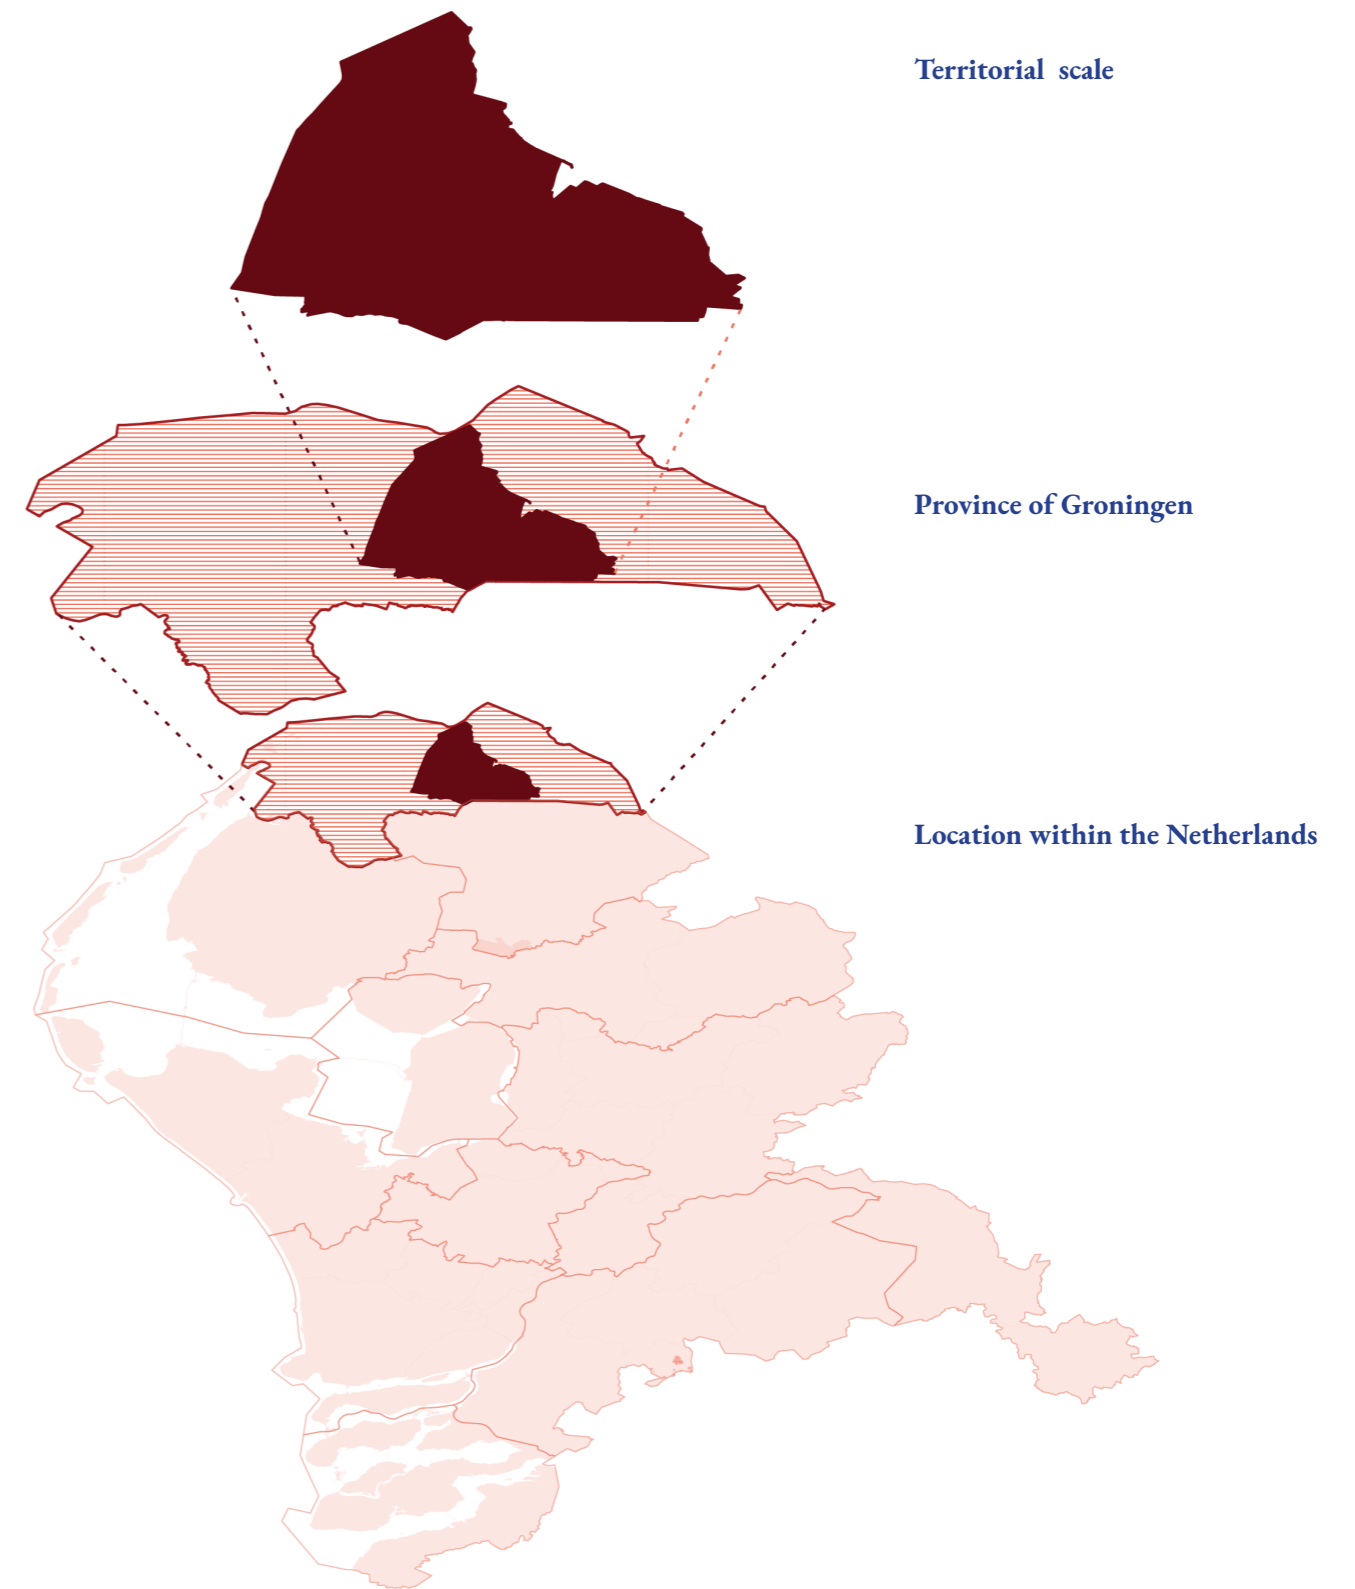 Territorial scale
Province of Groningen
Location within the Netherlands